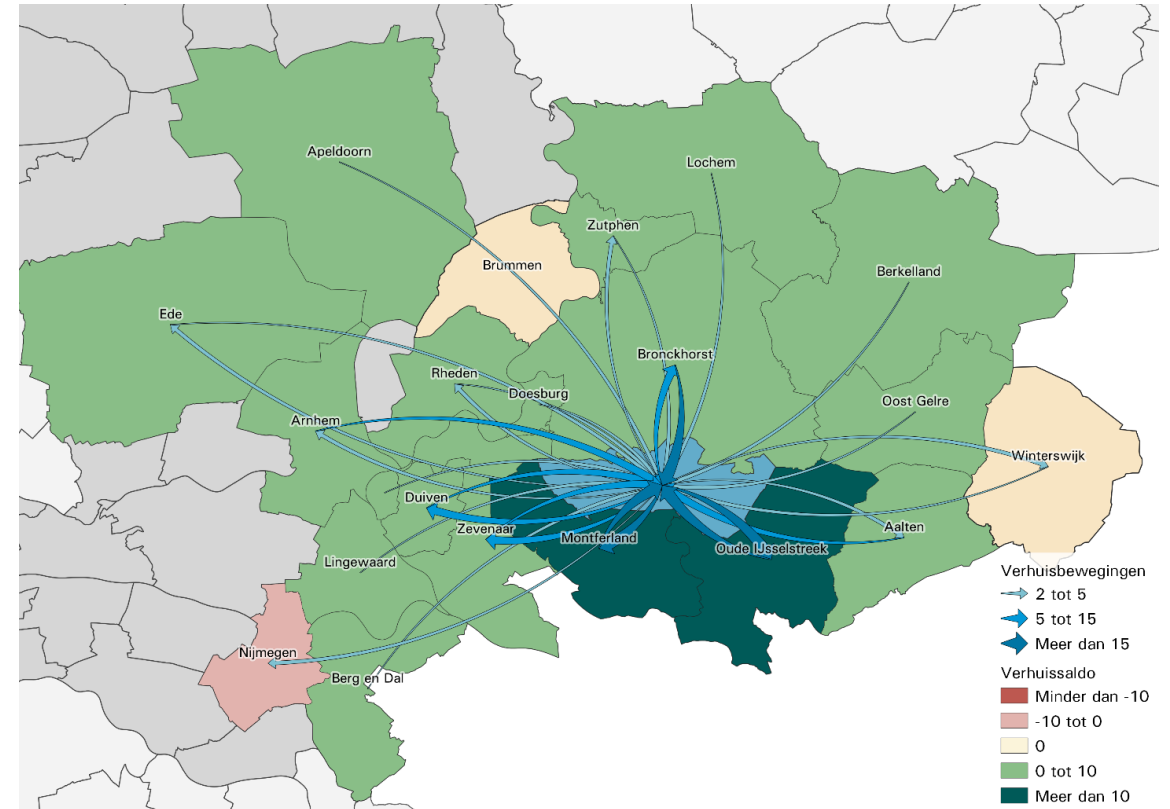 Apeldoorn
Lochem
Zutphen
Brummen
Berkelland
Ede
Bronckhorst
Rheden
Doesburg
Oost Gelre
Arnhem
Winterswijk
Duiven
Zevenaar
Aalten
Montferland
Oude IJsselstreek
Lingewaard
Nijmegen
Berg en Dal
Verhuisbewegingen
2 tot 5
5 tot 15
Meer dan 15
Verhuissaldo
Minder dan -10
-10 tot 0
0
0 tot 10
Meer dan 10